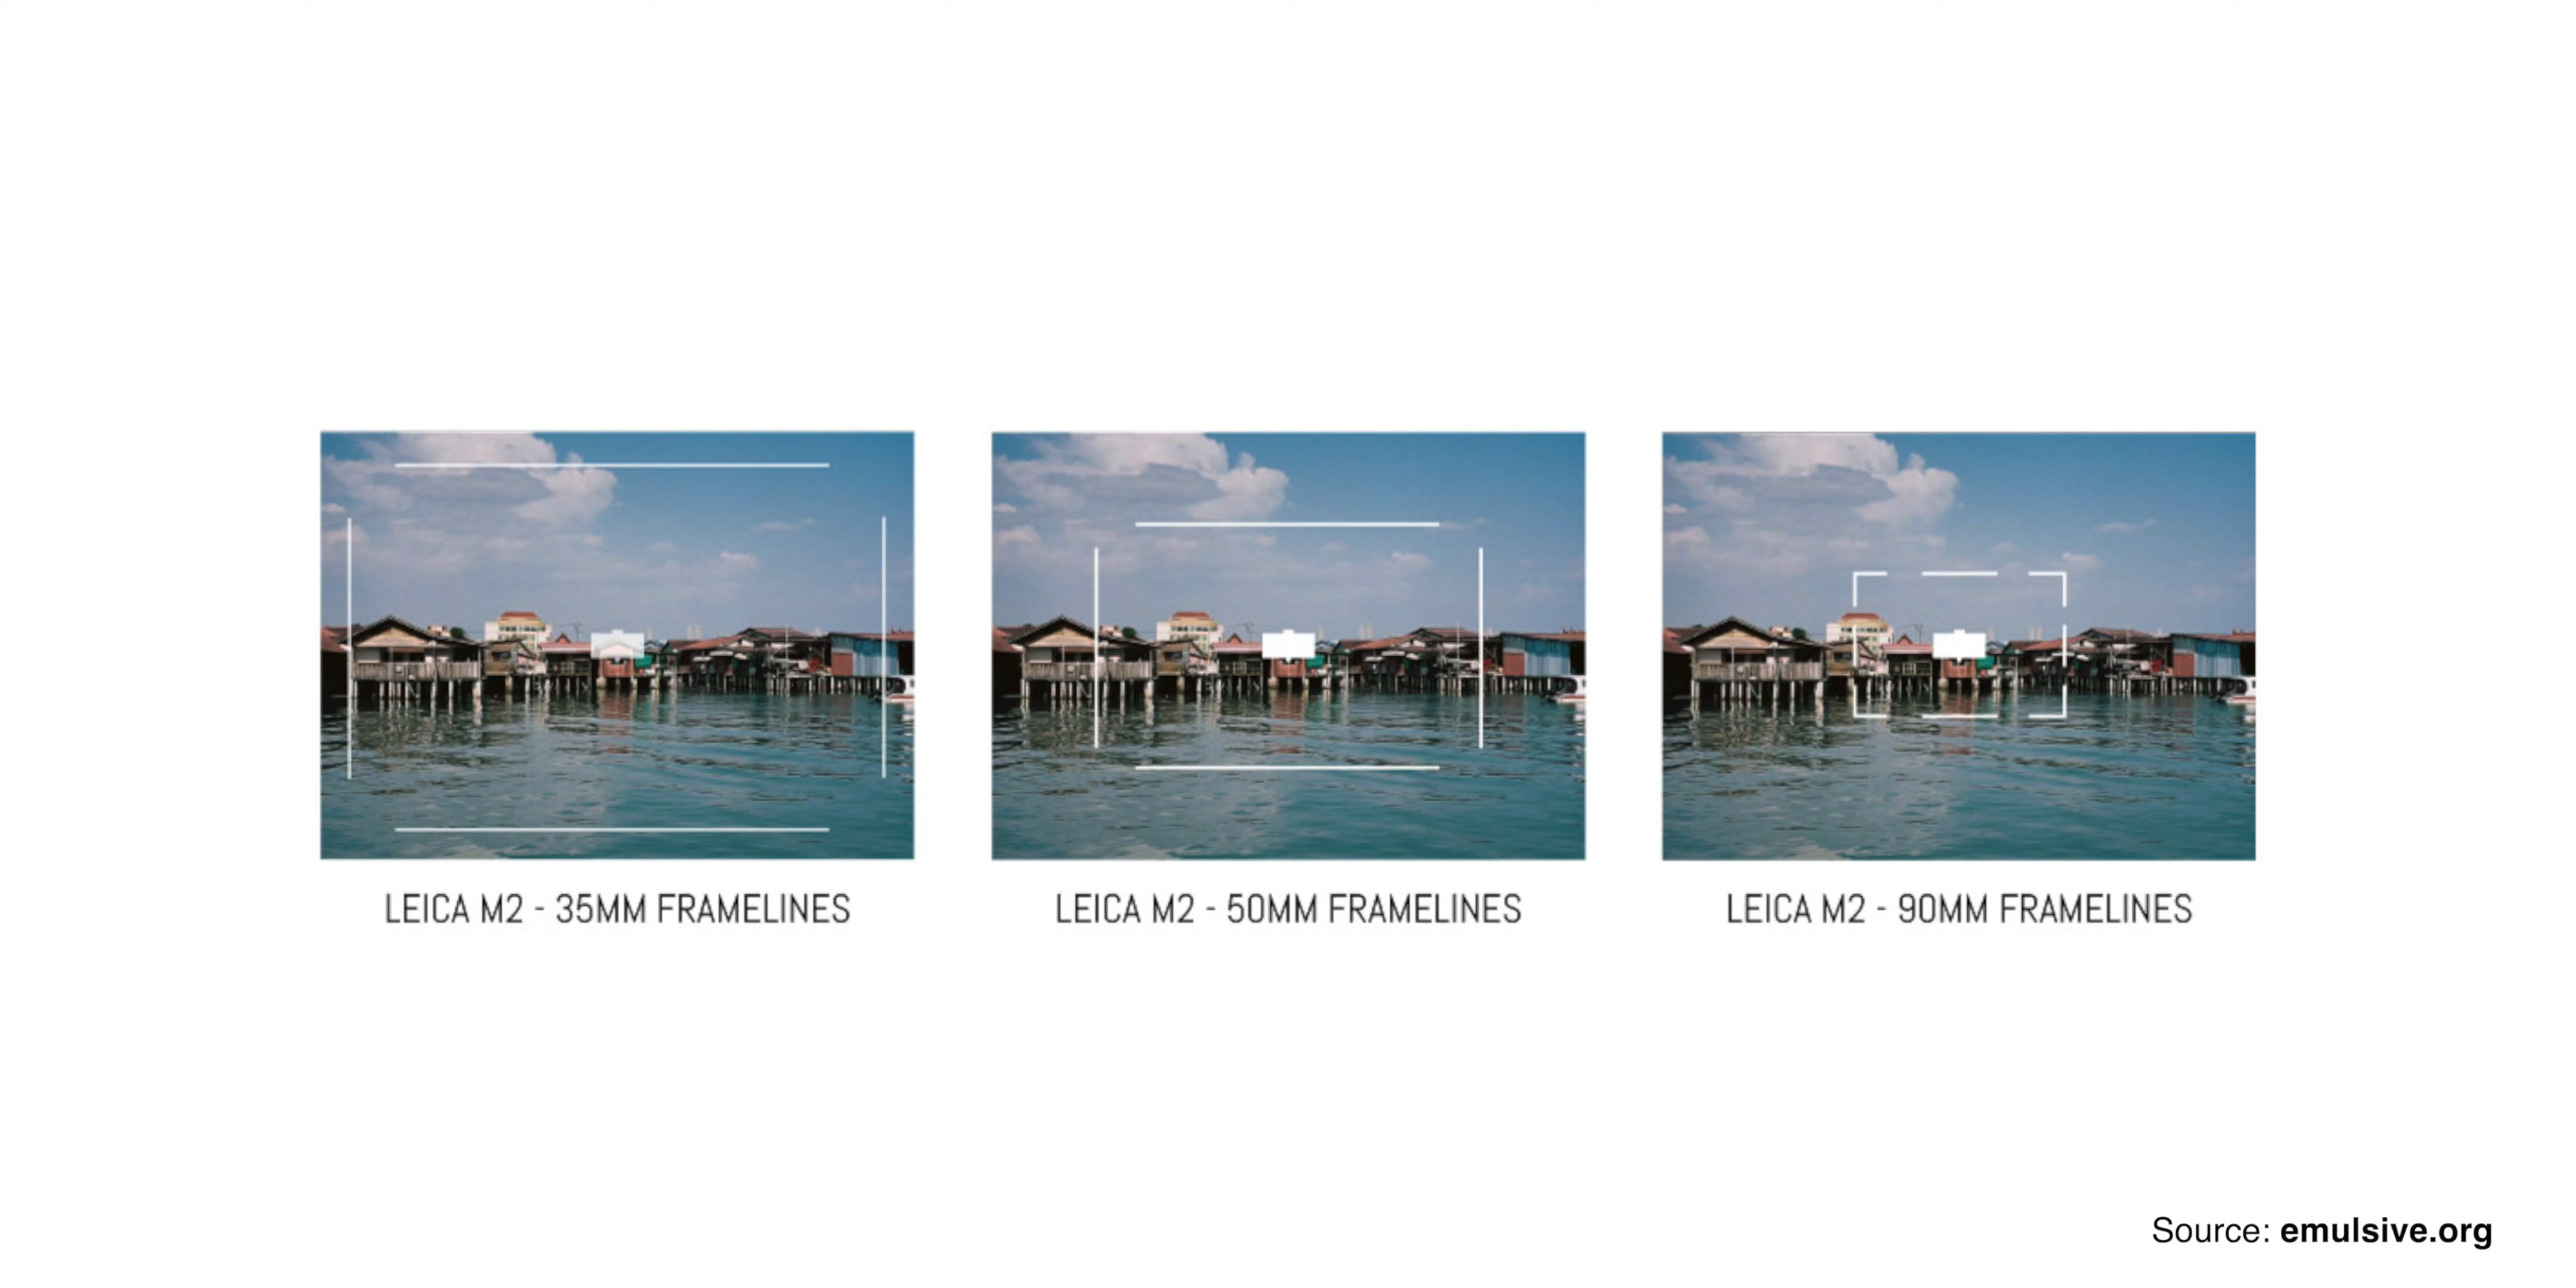 LEICA M2 - 35MM FRAMELINES
LEICA M2 - 50MM FRAMELINES
LEICA M2 - 90MM FRAMELINES
Source: emulsive.org